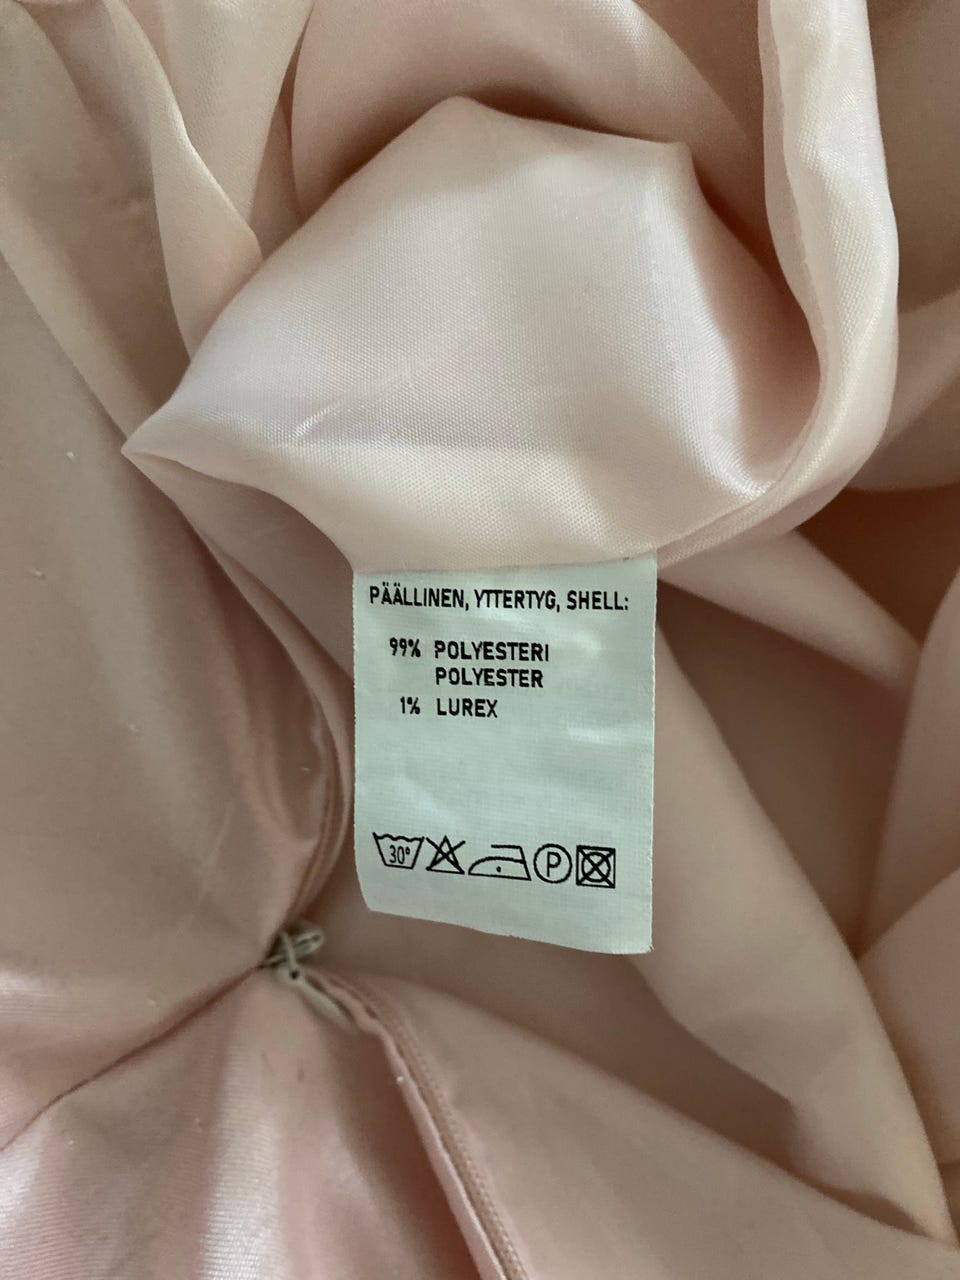 PÄÄLLINEN, YTTERTYG, SHELL:
99% POLYESTERI
POLYESTER
1% LUREX
30° P